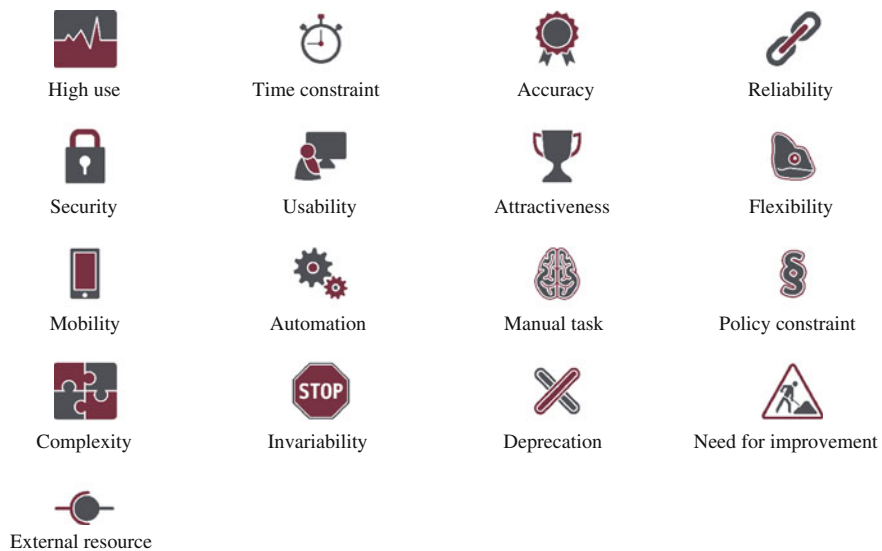 High use
Time constraint
Accuracy
Reliability
Security
Usability
Attractiveness
Flexibility
Mobility
Automation
Manual task
§
Policy constraint
Complexity
STOP
Invariability
Deprecation
Need for improvement
External resource